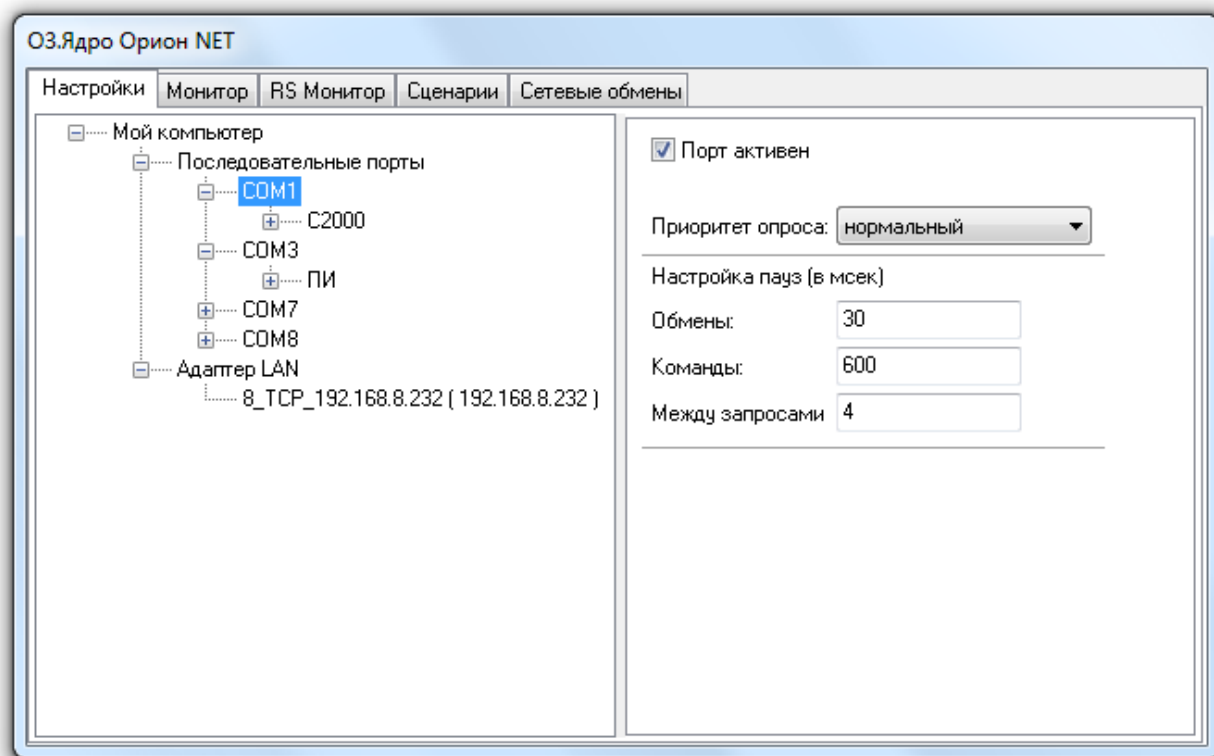 ОЗ.Ядро Орион NET
Настройки Монитор RS Монитор Сценарии Сетевые обмены
Мой компьютер
Последовательные порты
COM1
С2000
COM3
ПИ
COM7
COM8
Адаптер LAN
8_TCP_192.168.8.232 ( 192.168.8.232 )
Порт активен
Приоритет опроса: нормальный
Настройка пауз (в мсек)
Обмены: 30
Команды: 600
Между запросами 4